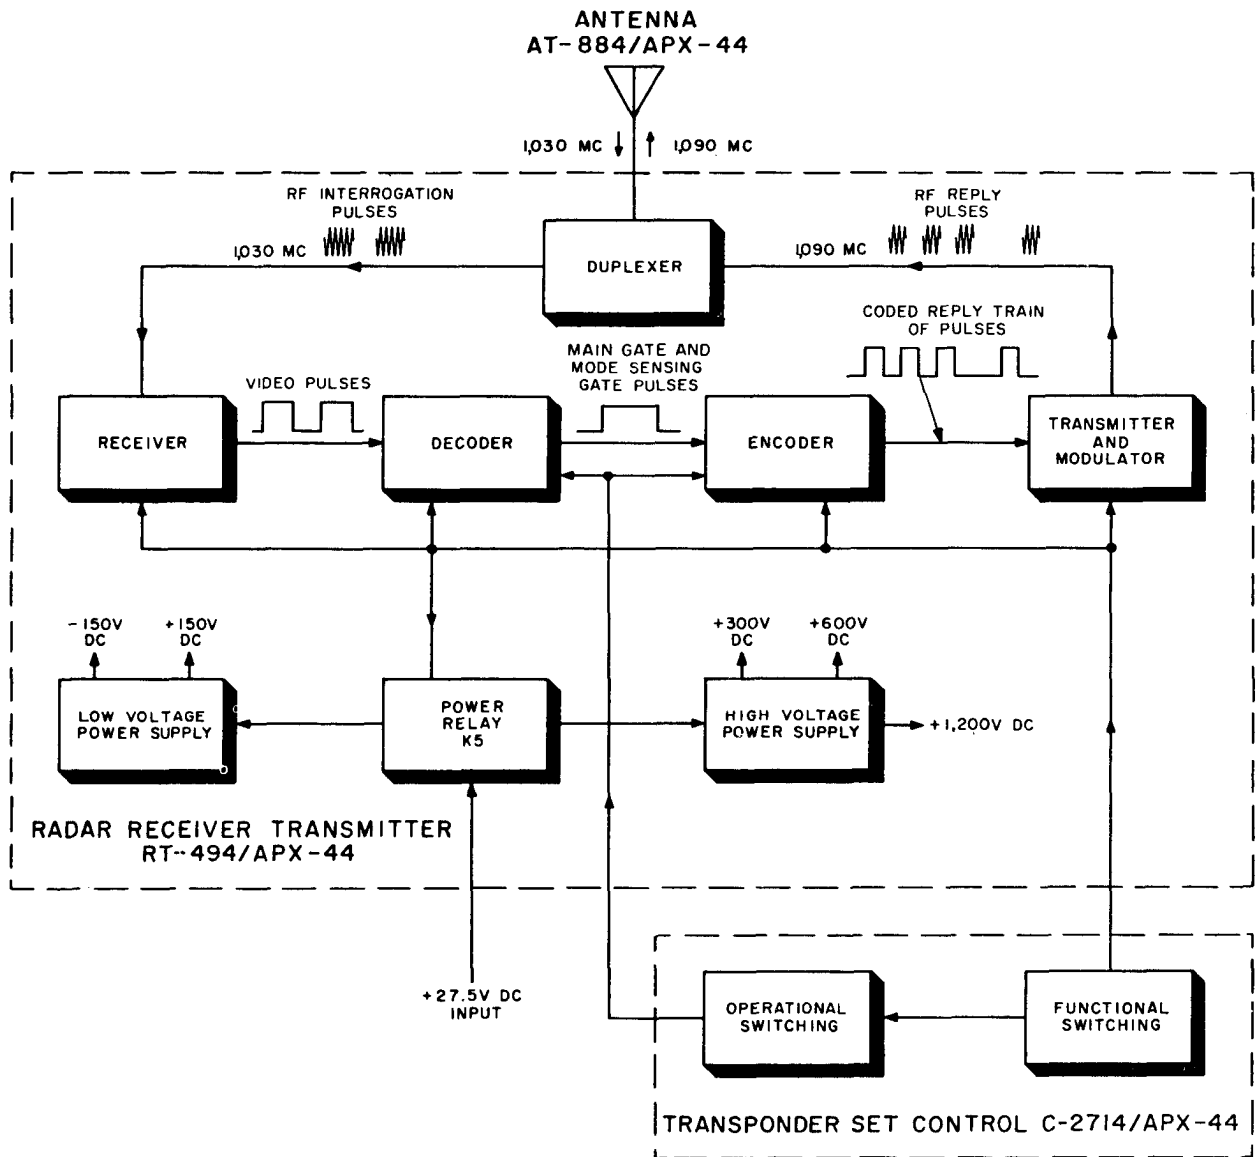 ANTENNA
AT-884/APX-44
1,030 MC
1,090 MC
RF INTERROGATION
PULSES
1,030 MC
DUPLEXER
RF REPLY
PULSES
1,090 MC
CODED REPLY TRAIN
OF PULSES
VIDEO PULSES
MAIN GATE AND
MODE SENSING
GATE PULSES
RECEIVER
DECODER
ENCODER
TRANSMITTER
AND
MODULATOR
-150V
DC
+150V
DC
+300V
DC
+600V
DC
LOW VOLTAGE
POWER SUPPLY
POWER
RELAY
K5
HIGH VOLTAGE
POWER SUPPLY
+1,200V DC
RADAR RECEIVER TRANSMITTER
RT-494/APX-44
+27.5V DC
INPUT
OPERATIONAL
SWITCHING
FUNCTIONAL
SWITCHING
TRANSPONDER SET CONTROL C-2714/APX-44